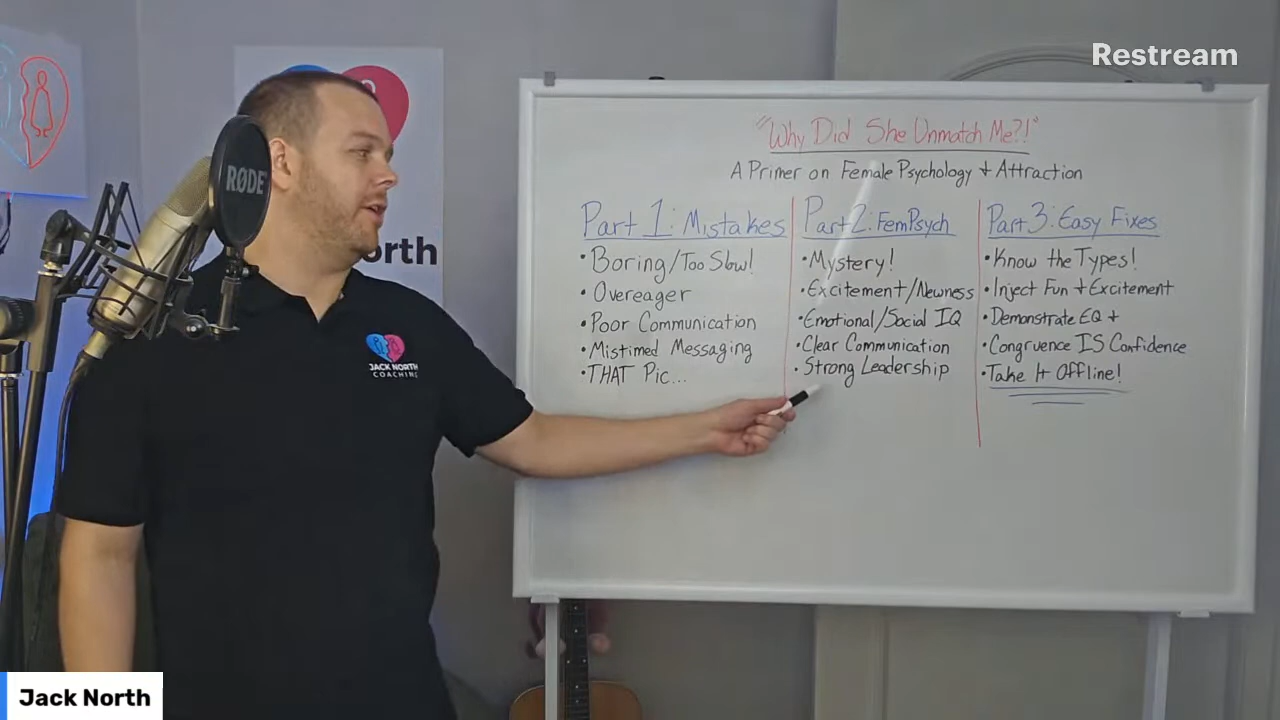 Restream
RØDE
orth
JACK NORTH
COACHING
"Why Did She Unmatch Me?!"
A Primer on Female Psychology + Attraction
Part 1: Mistakes
• Boring/Too Slow!
• Overeager
• Poor Communication
• Mistimed Messaging
• THAT Pic...
Part 2: FemPsych
• Mystery!
• Excitement/Newness
• Emotional/Social IQ
• Clear Communication
• Strong Leadership
Part 3: Easy Fixes
• Know the Types!
• Inject Fun + Excitement
• Demonstrate EQ +
• Congruence IS Confidence
• Take It Offline!
Jack North